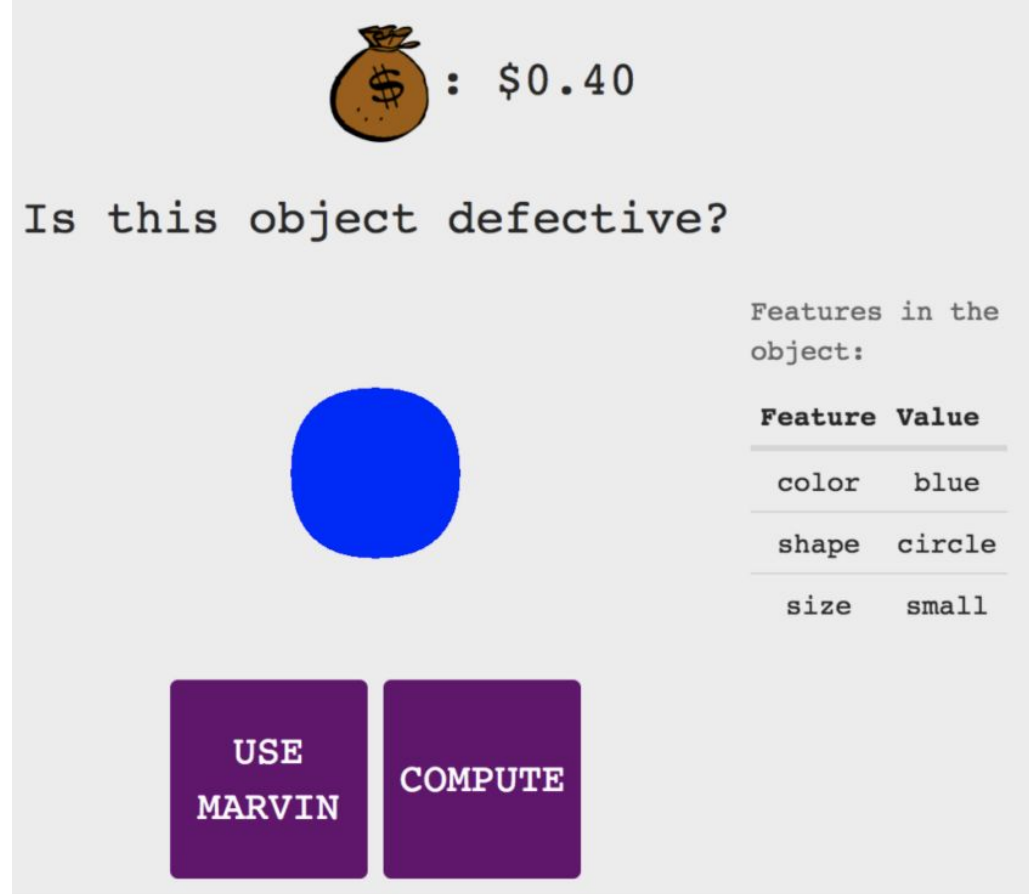 $ : $0.40
Is this object defective?
Features in the
object:
Feature Value
color blue
shape circle
size small
USE
MARVIN
COMPUTE